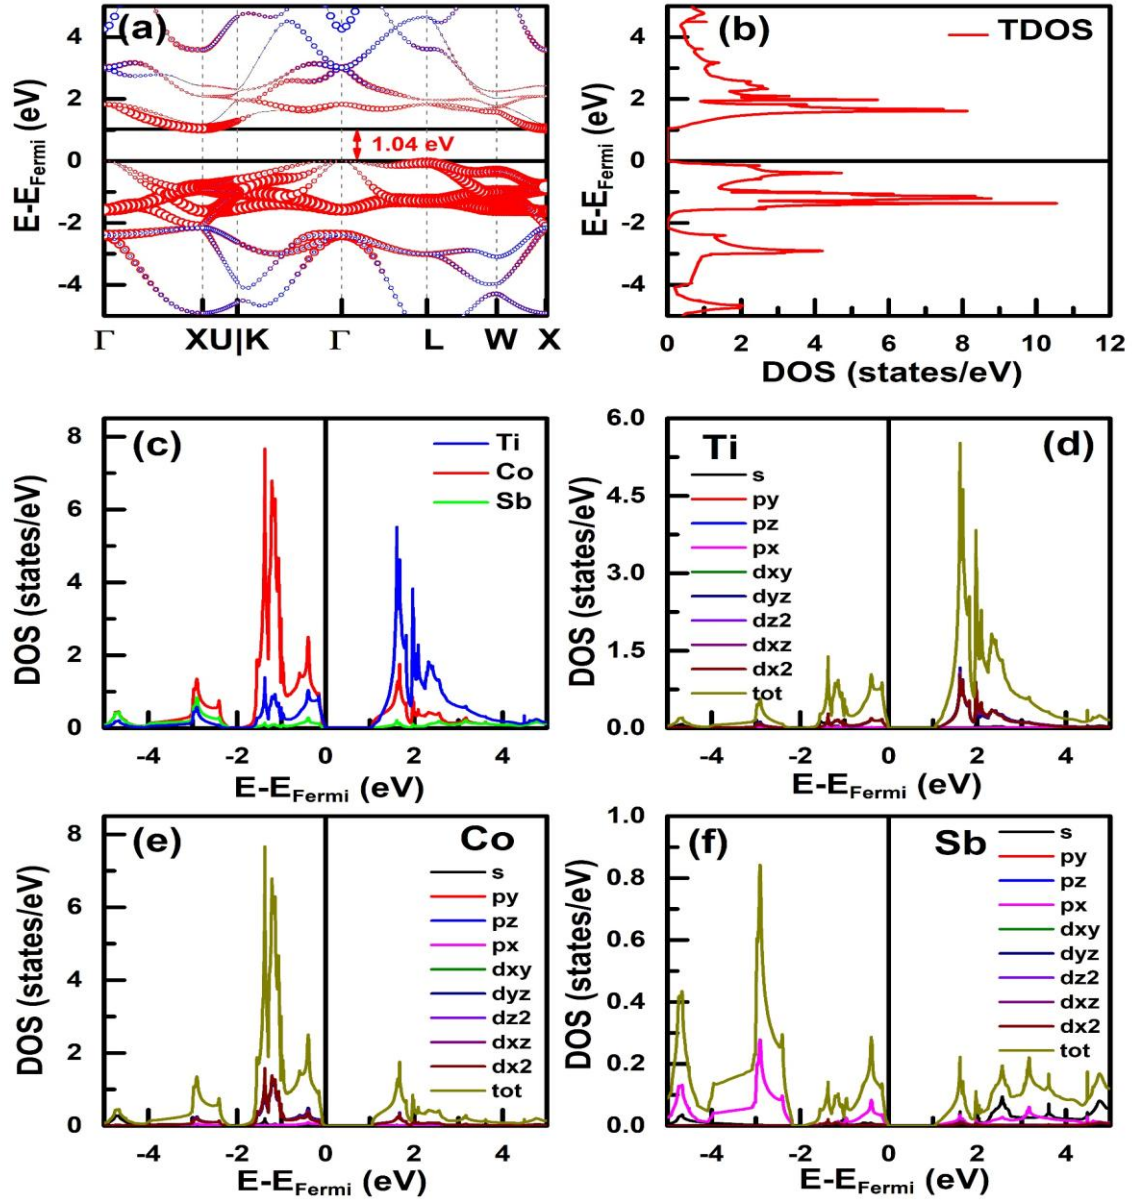 (a)
E-EFermi (eV)
4
2
0
-2
-4
1.04 eV
Γ XU|K Γ L W X
(b)
TDOS
E-EFermi (eV)
4
2
0
-2
-4
0 2 4 6 8 10 12
DOS (states/eV)
(c)
Ti
Co
Sb
DOS (states/eV)
8
6
4
2
0
-4 -2 0 2 4
E-EFermi (eV)
Ti
(d)
s
py
pz
px
dxy
dyz
dz2
dxz
dx2
tot
DOS (states/eV)
6.0
4.5
3.0
1.5
0.0
-4 -2 0 2 4
E-EFermi (eV)
(e)
Co
s
py
pz
px
dxy
dyz
dz2
dxz
dx2
tot
DOS (states/eV)
8
6
4
2
0
-4 -2 0 2 4
E-EFermi (eV)
(f)
Sb
s
py
pz
px
dxy
dyz
dz2
dxz
dx2
tot
DOS (states/eV)
1.0
0.8
0.6
0.4
0.2
0.0
-4 -2 0 2 4
E-EFermi (eV)